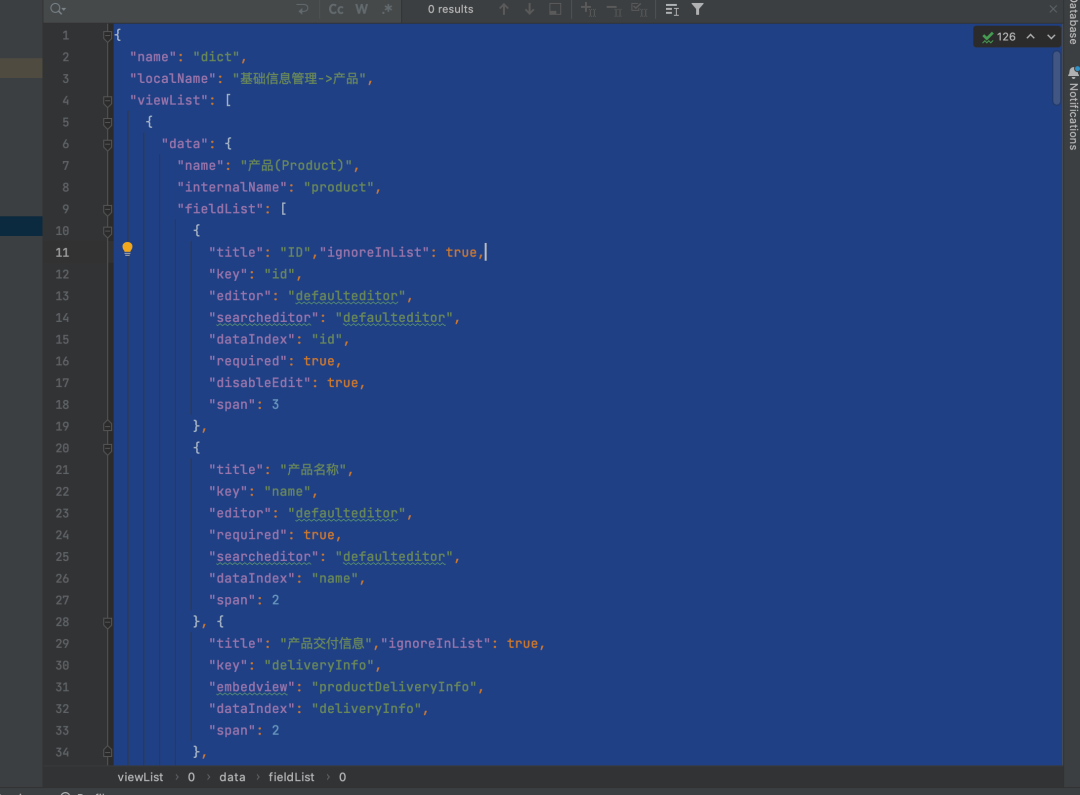 Cc W .* 0 results
126
Database
Notifications
1 {
2 "name": "dict",
3 "localName": "基础信息管理->产品",
4 "viewList": [
5 {
6 "data": {
7 "name": "产品(Product)",
8 "internalName": "product",
9 "fieldList": [
10 {
11 "title": "ID","ignoreInList": true,
12 "key": "id",
13 "editor": "defaulteditor",
14 "searcheditor": "defaulteditor",
15 "dataIndex": "id",
16 "required": true,
17 "disableEdit": true,
18 "span": 3
19 },
20 {
21 "title": "产品名称",
22 "key": "name",
23 "editor": "defaulteditor",
24 "required": true,
25 "searcheditor": "defaulteditor",
26 "dataIndex": "name",
27 "span": 2
28 }, {
29 "title": "产品交付信息","ignoreInList": true,
30 "key": "deliveryInfo",
31 "embedview": "productDeliveryInfo",
32 "dataIndex": "deliveryInfo",
33 "span": 2
34 },
viewList › 0 › data › fieldList › 0